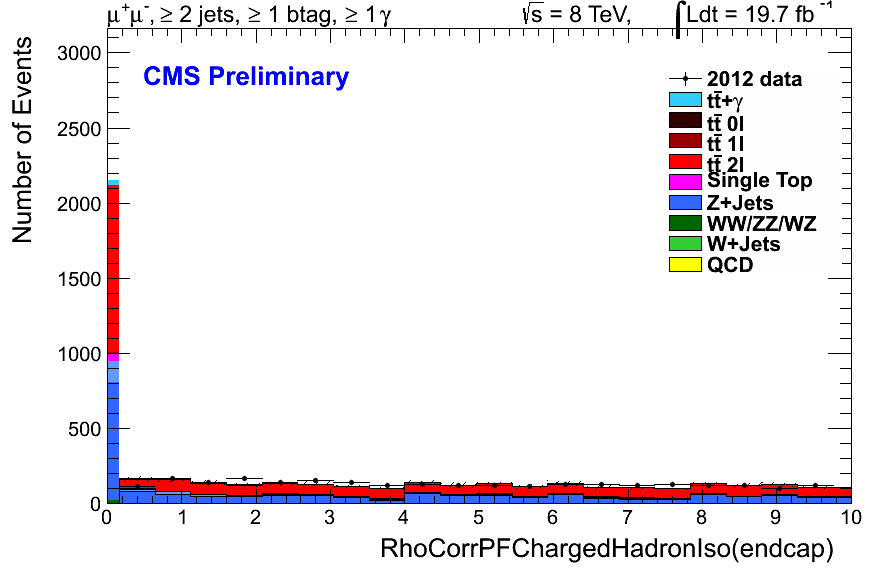 μ⁺μ⁻, ≥ 2 jets, ≥ 1 btag, ≥ 1 γ √s = 8 TeV, ∫Ldt = 19.7 fb⁻¹
CMS Preliminary
2012 data
tt̄+γ
tt̄ 0l
tt̄ 1l
tt̄ 2l
Single Top
Z+Jets
WW/ZZ/WZ
W+Jets
QCD
Number of Events
3000
2500
2000
1500
1000
500
0
0 1 2 3 4 5 6 7 8 9 10
RhoCorrPFChargedHadronIso(endcap)